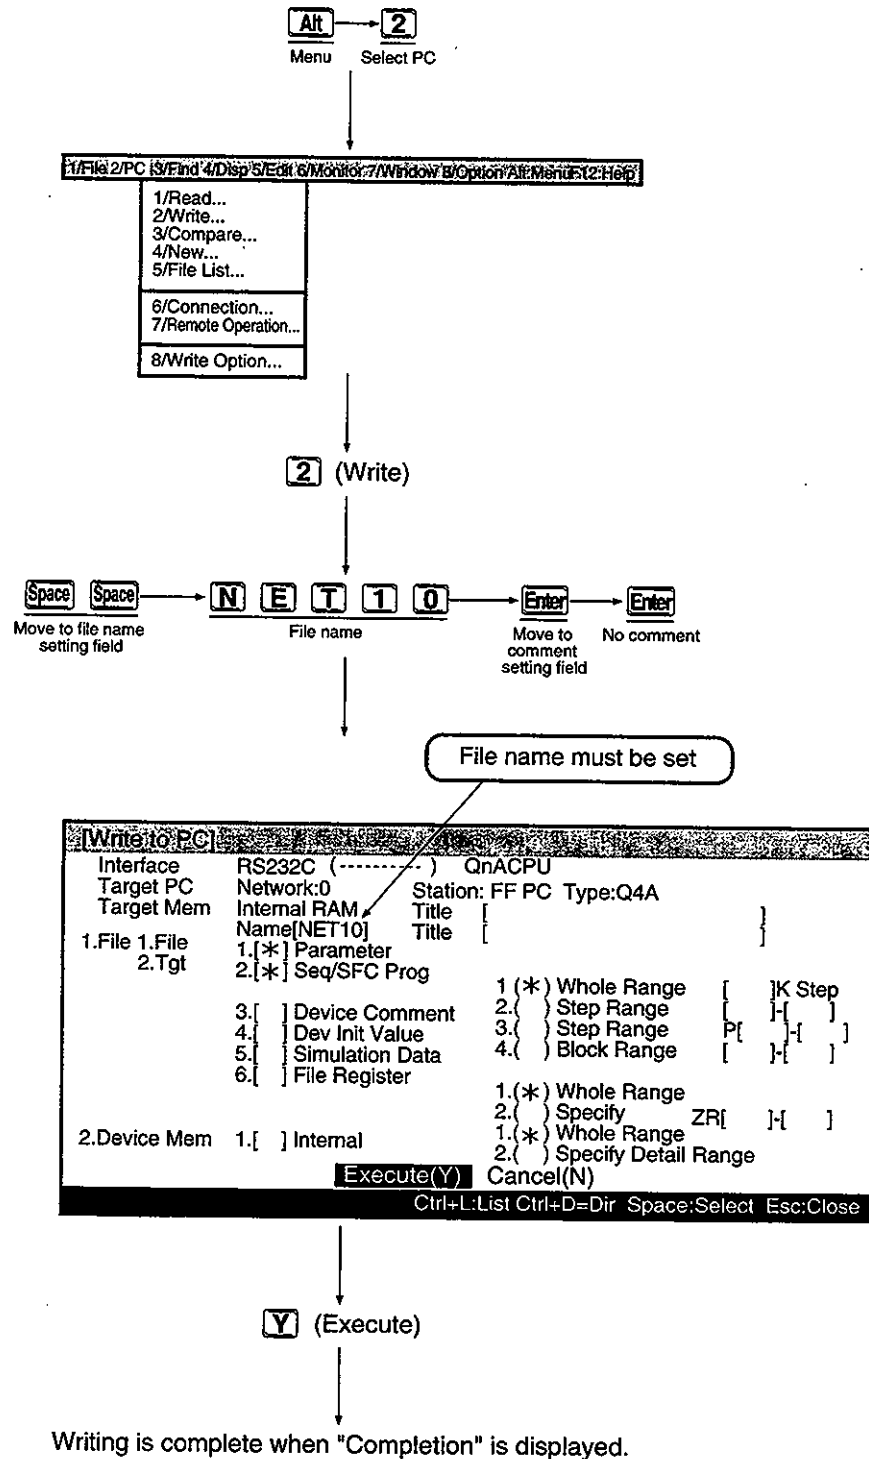 Alt 2
Menu Select PC
1/File 2/PC 3/Find 4/Disp 5/Edit 6/Monitor 7/Window 8/Option Alt:Menu F12:Help
1/Read...
2/Write...
3/Compare...
4/New...
5/File List...
6/Connection...
7/Remote Operation...
8/Write Option...
2 (Write)
Space Space N E T 1 0 Enter Enter
Move to file name setting field
File name
Move to comment setting field
No comment
File name must be set
[Write to PC]
Interface RS232C (----------) QnACPU
Target PC Network:0 Station: FF PC Type:Q4A
Target Mem Internal RAM Title [ ]
Name[NET10] Title [ ]
1.File 1.File 1.[*] Parameter
2.Tgt 2.[*] Seq/SFC Prog
1 (*) Whole Range [ ]K Step
3.[ ] Device Comment 2.( ) Step Range [ ]-[ ]
4.[ ] Dev Init Value 3.( ) Step Range P[ ]-[ ]
5.[ ] Simulation Data 4.( ) Block Range [ ]-[ ]
6.[ ] File Register
1.(*) Whole Range
2.( ) Specify ZR[ ]-[ ]
2.Device Mem 1.[ ] Internal 1.(*) Whole Range
2.( ) Specify Detail Range
Execute(Y) Cancel(N)
Ctrl+L:List Ctrl+D=Dir Space:Select Esc:Close
Y (Execute)
Writing is complete when "Completion" is displayed.